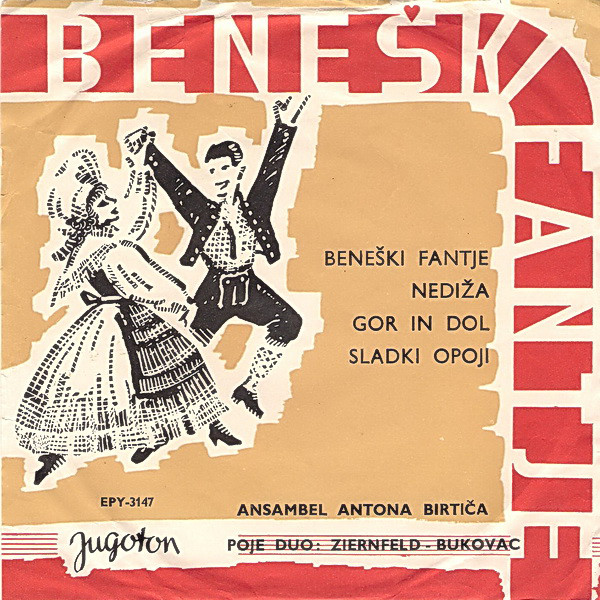 BENEŠKI FANTJE
BENEŠKI FANTJE
NEDIŽA
GOR IN DOL
SLADKI OPOJI
EPY-3147
ANSAMBEL ANTONA BIRTIČA
Jugoton
POJE DUO: ZIERNFELD - BUKOVAC